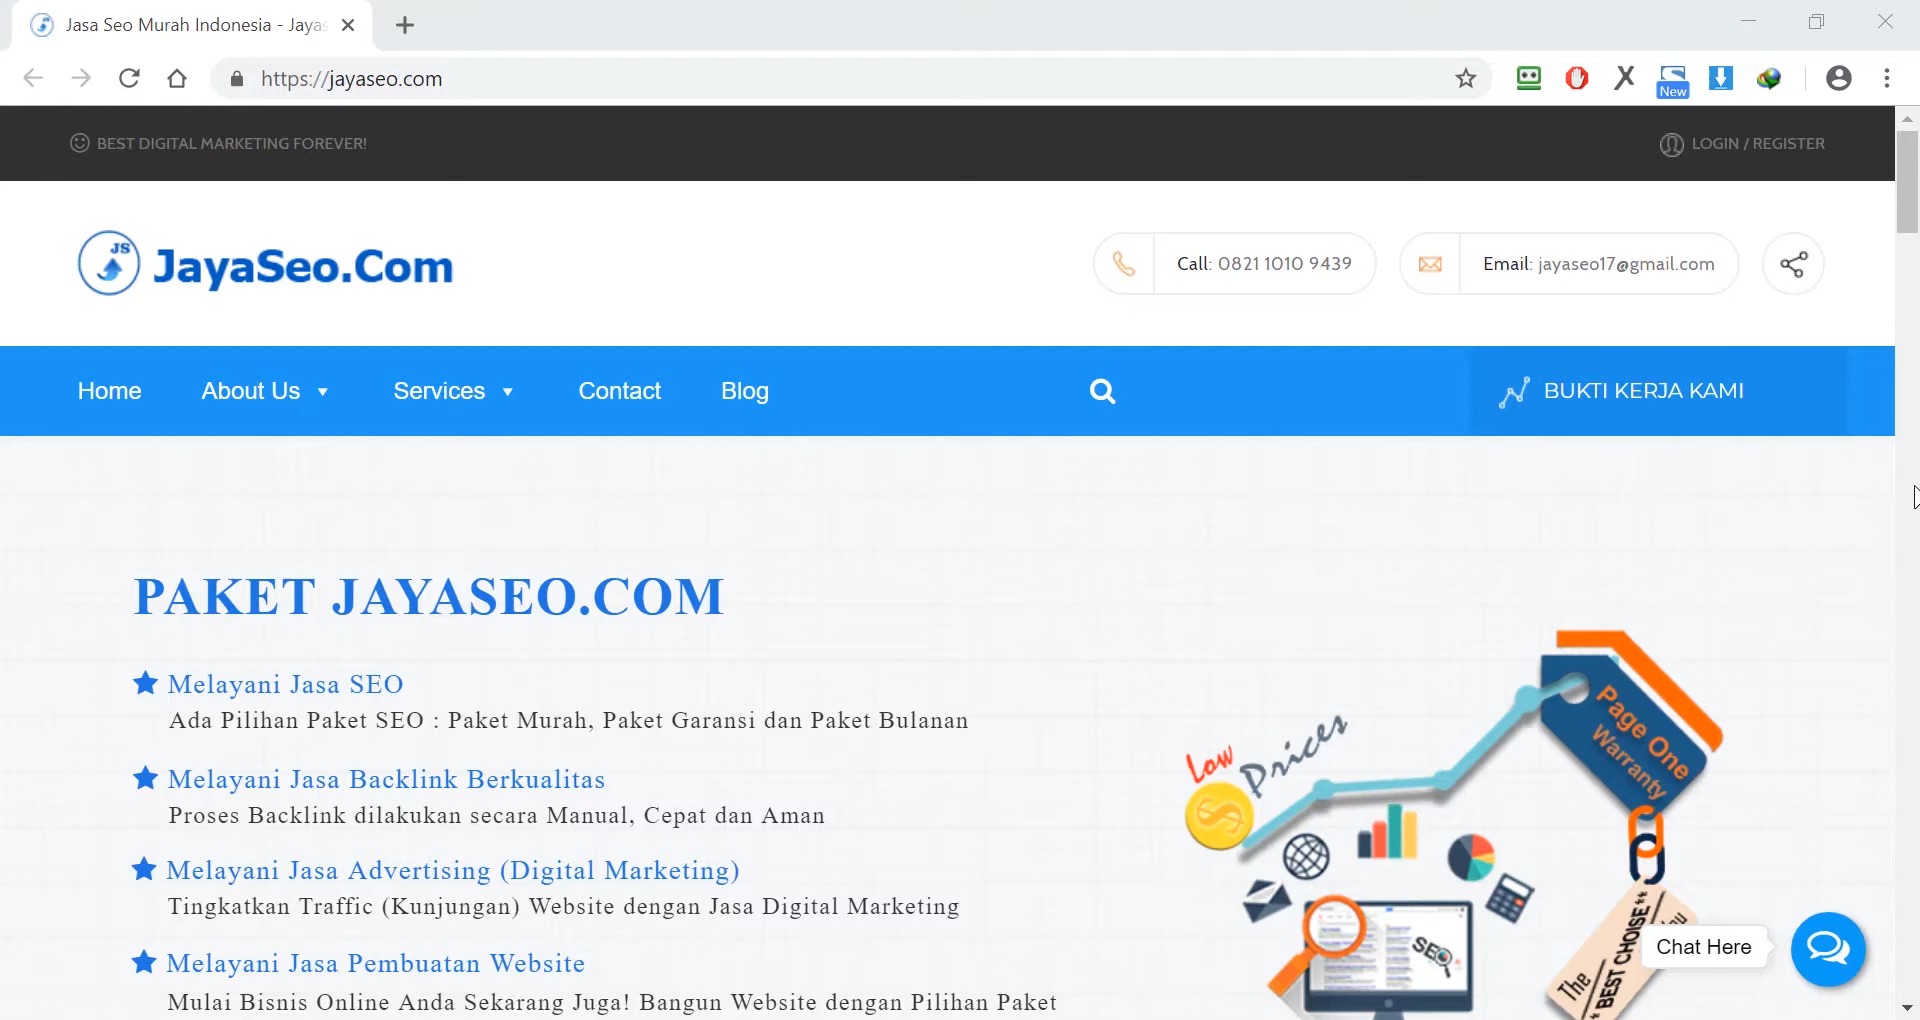 Jasa Seo Murah Indonesia - Jayas
https://jayaseo.com
New
BEST DIGITAL MARKETING FOREVER!
LOGIN / REGISTER
JS
JayaSeo.Com
Call: 0821 1010 9439
Email: jayaseo17@gmail.com
Home
About Us
Services
Contact
Blog
BUKTI KERJA KAMI
PAKET JAYASEO.COM
Melayani Jasa SEO
Ada Pilihan Paket SEO : Paket Murah, Paket Garansi dan Paket Bulanan
Melayani Jasa Backlink Berkualitas
Proses Backlink dilakukan secara Manual, Cepat dan Aman
Melayani Jasa Advertising (Digital Marketing)
Tingkatkan Traffic (Kunjungan) Website dengan Jasa Digital Marketing
Melayani Jasa Pembuatan Website
Mulai Bisnis Online Anda Sekarang Juga! Bangun Website dengan Pilihan Paket
Low Prices
Page One
Warranty
SEO
The
*BEST CHOISE**
Chat Here